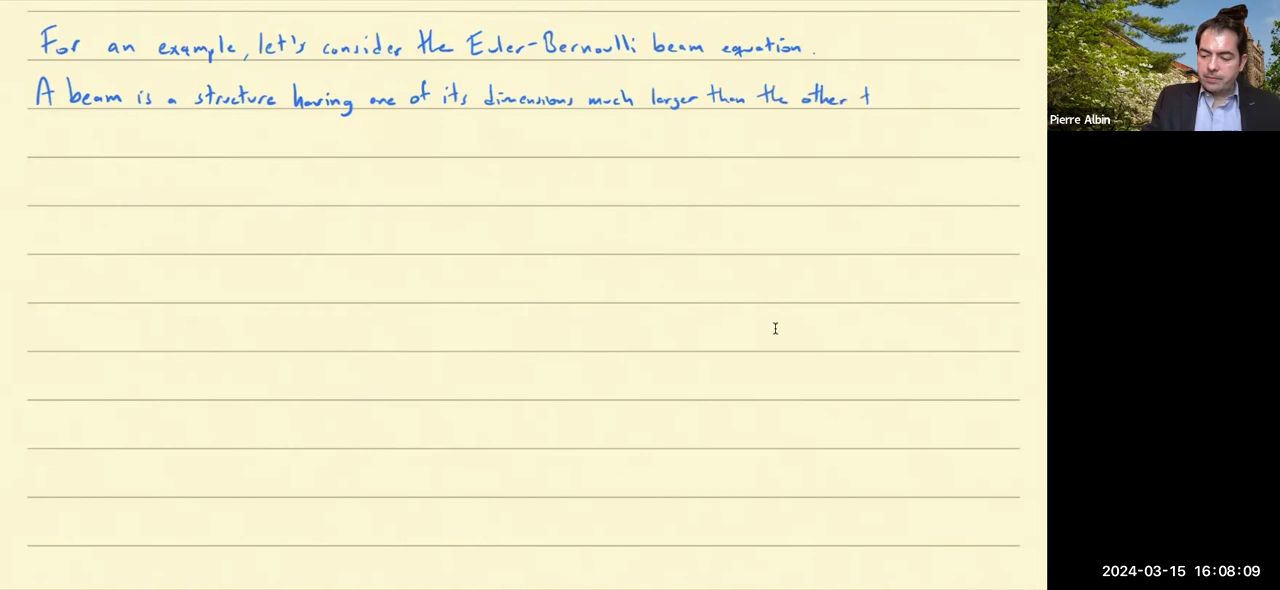 For an example, let's consider the Euler-Bernoulli beam equation.
A beam is a structure having one of its dimensions much larger than the other t
Pierre Albin
2024-03-15 16:08:09